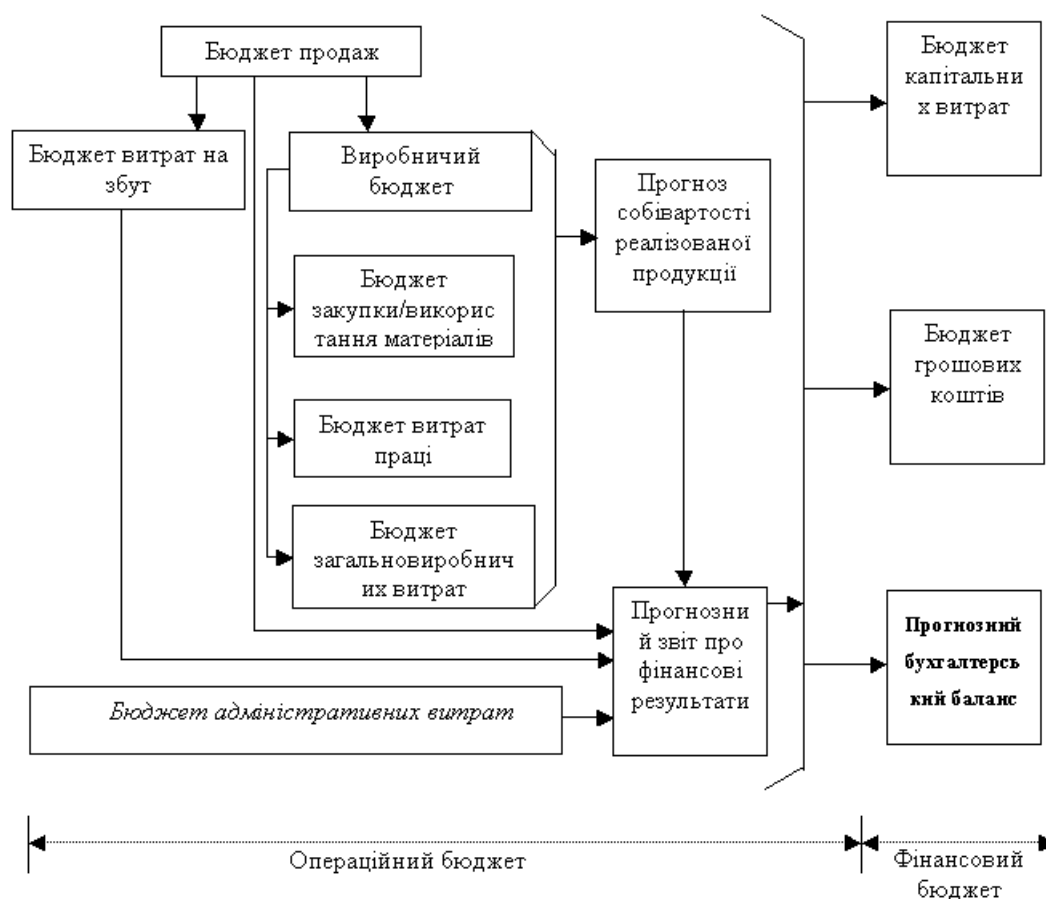 Бюджет продаж
Бюджет витрат на
збут
Виробничий
бюджет
Бюджет
закупки/викорис
тання матеріалів
Бюджет витрат
праці
Бюджет
загальновиробнич
их витрат
Прогноз
собівартості
реалізованої
продукції
Прогнозни
й звіт про
фінансові
результати
Бюджет адміністративних витрат
Бюджет
капітальни
х витрат
Бюджет
грошових
коштів
Прогнозний
бухгалтерсь
кий баланс
Операційний бюджет
Фінансовий
бюджет